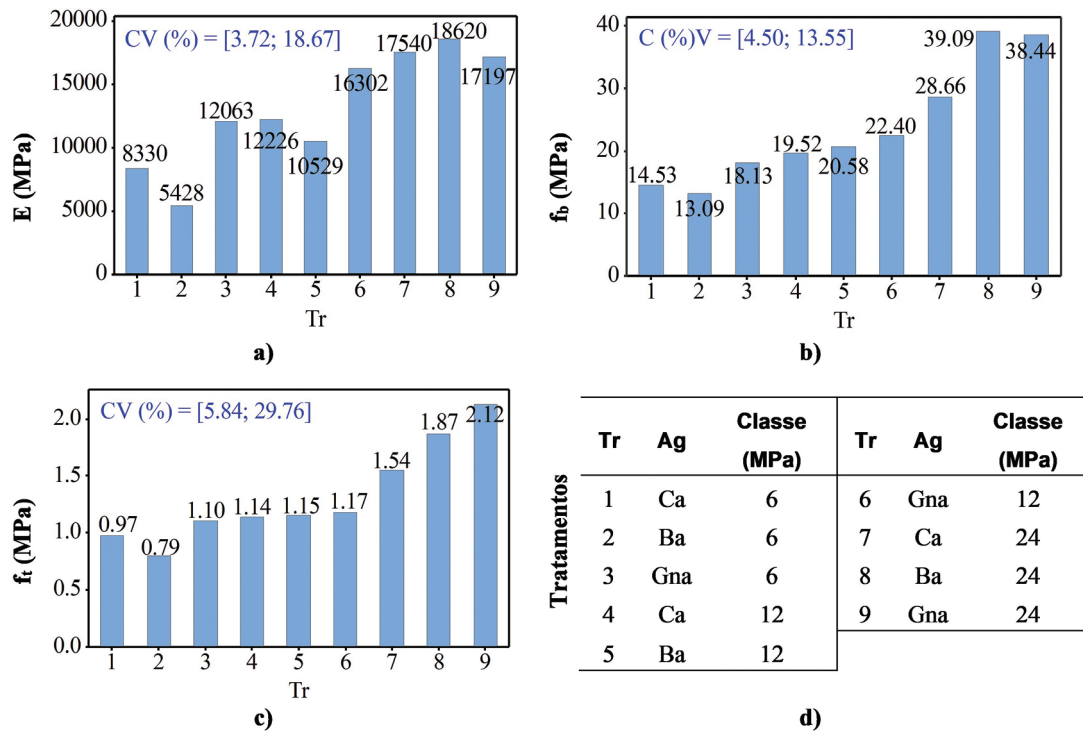 CV (%) = [3.72; 18.67]
E (MPa)
20000
15000
10000
5000
0
8330
5428
12063
12226
10529
16302
17540
18620
17197
1 2 3 4 5 6 7 8 9
Tr
a)
C (%)V = [4.50; 13.55]
fb (MPa)
40
30
20
10
0
14.53
13.09
18.13
19.52
20.58
22.40
28.66
39.09
38.44
1 2 3 4 5 6 7 8 9
Tr
b)
CV (%) = [5.84; 29.76]
ft (MPa)
2.0
1.5
1.0
0.5
0.0
0.97
0.79
1.10
1.14
1.15
1.17
1.54
1.87
2.12
1 2 3 4 5 6 7 8 9
Tr
c)
Tratamentos
Tr Ag Classe (MPa) Tr Ag Classe (MPa)
1 Ca 6 6 Gna 12
2 Ba 6 7 Ca 24
3 Gna 6 8 Ba 24
4 Ca 12 9 Gna 24
5 Ba 12
d)